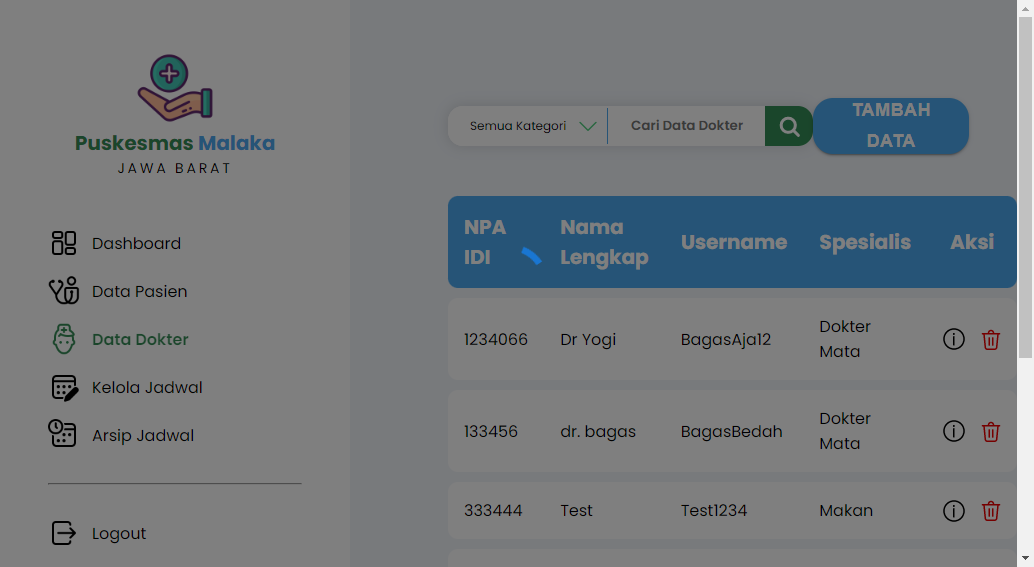 Puskesmas Malaka
JAWA BARAT
Dashboard
Data Pasien
Data Dokter
Kelola Jadwal
Arsip Jadwal
Logout
Semua Kategori
Cari Data Dokter
TAMBAH
DATA
NPA
IDI
Nama
Lengkap
Username
Spesialis
Aksi
1234066
Dr Yogi
BagasAja12
Dokter
Mata
133456
dr. bagas
BagasBedah
Dokter
Mata
333444
Test
Test1234
Makan